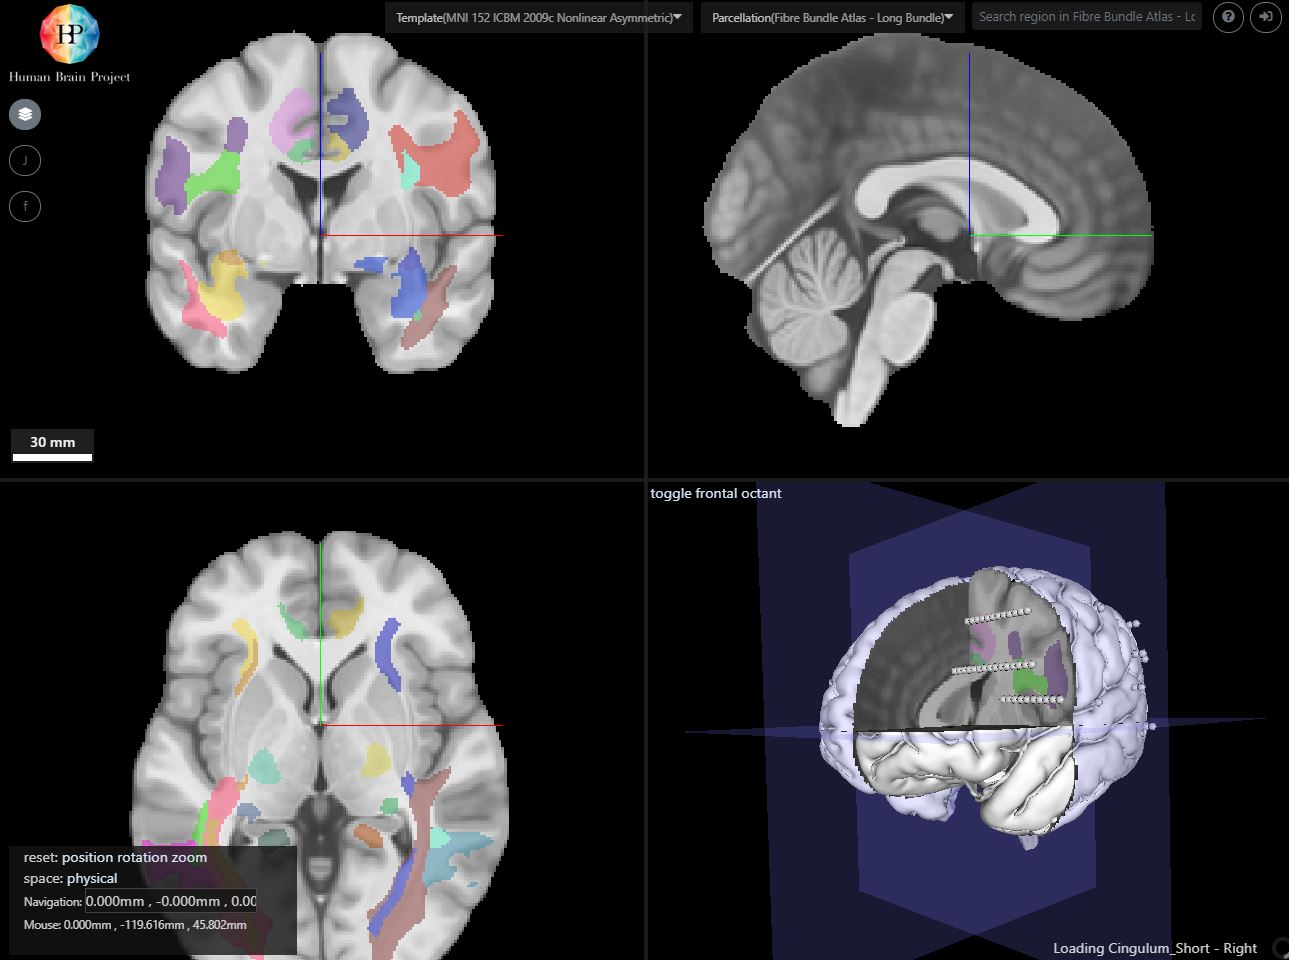 HP
Human Brain Project
Template(MNI 152 ICBM 2009c Nonlinear Asymmetric)
Parcellation(Fibre Bundle Atlas - Long Bundle)
Search region in Fibre Bundle Atlas - Lc
?
J
f
30 mm
toggle frontal octant
reset: position rotation zoom
space: physical
Navigation: 0.000mm , -0.000mm , 0.00
Mouse: 0.000mm , -119.616mm , 45.802mm
Loading Cingulum_Short - Right